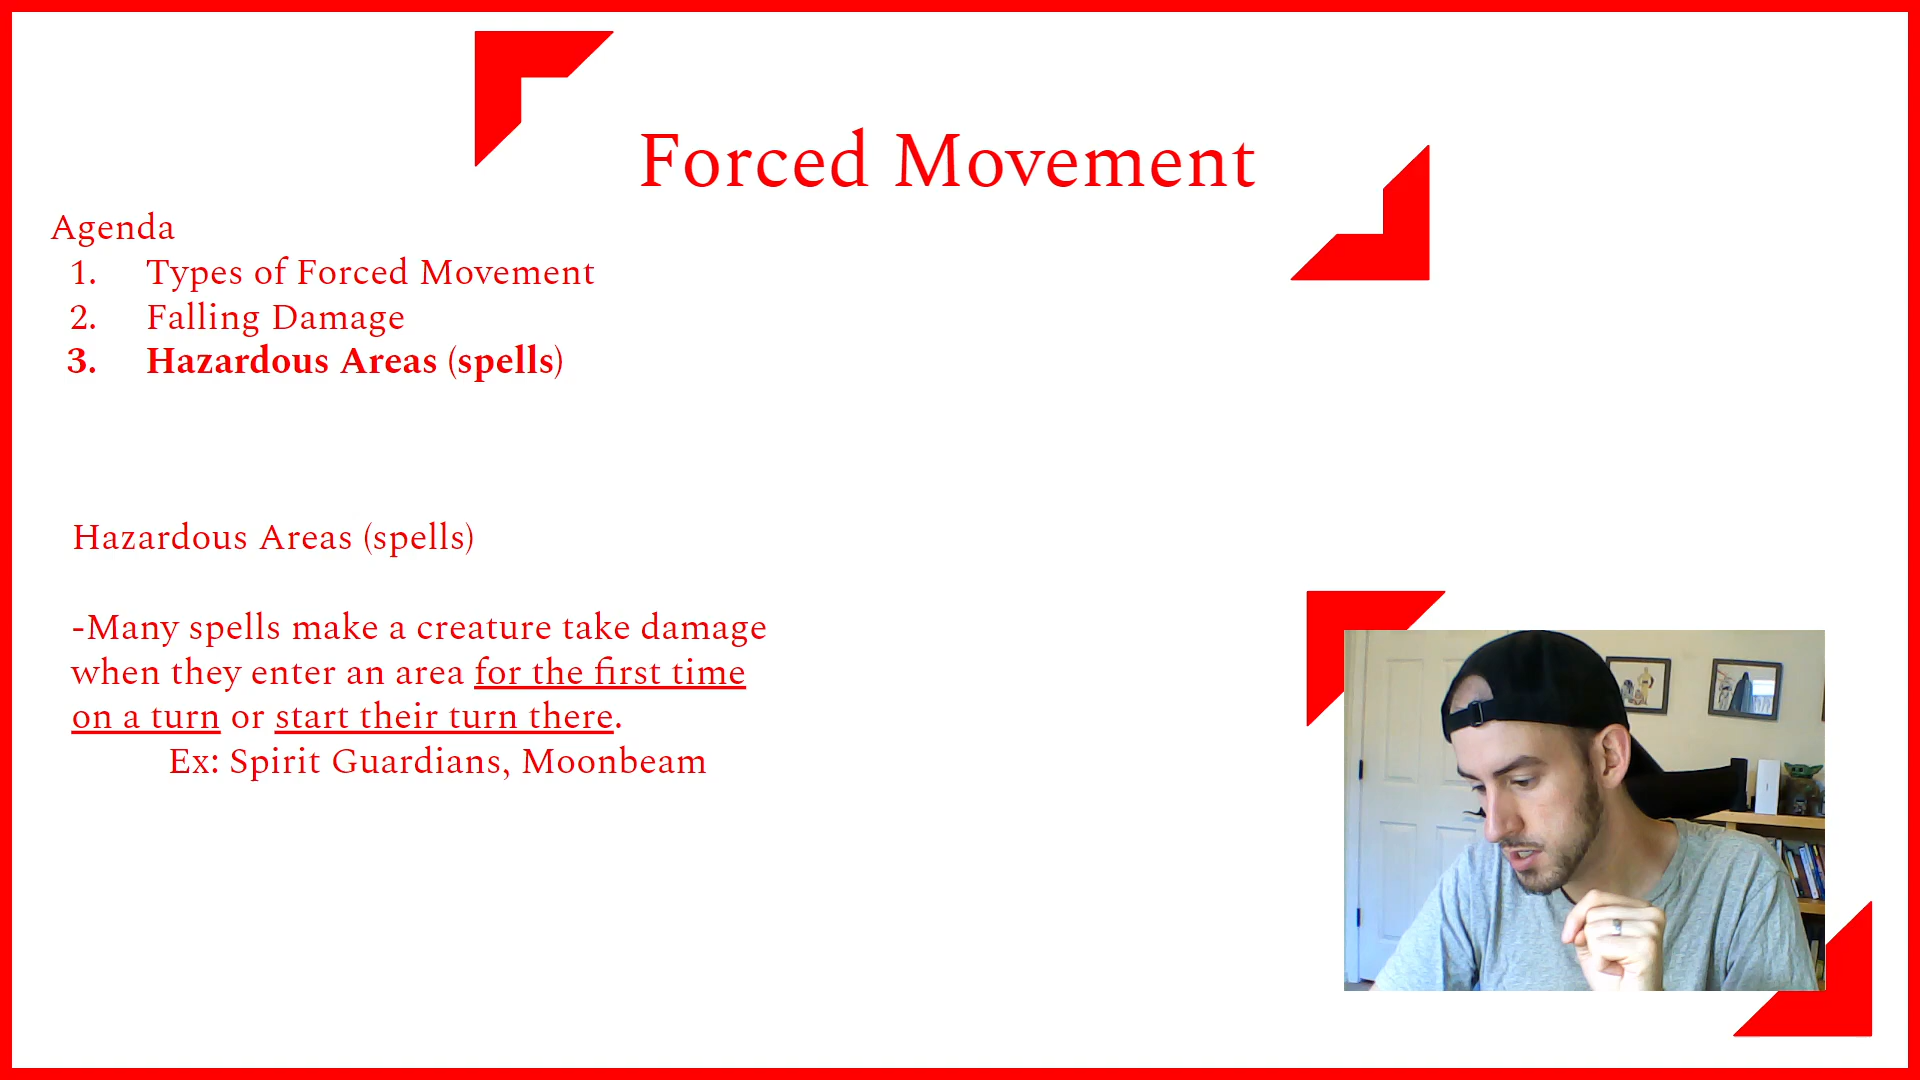 Forced Movement
Agenda
1. Types of Forced Movement
2. Falling Damage
3. Hazardous Areas (spells)
Hazardous Areas (spells)
-Many spells make a creature take damage
when they enter an area for the first time
on a turn or start their turn there.
Ex: Spirit Guardians, Moonbeam